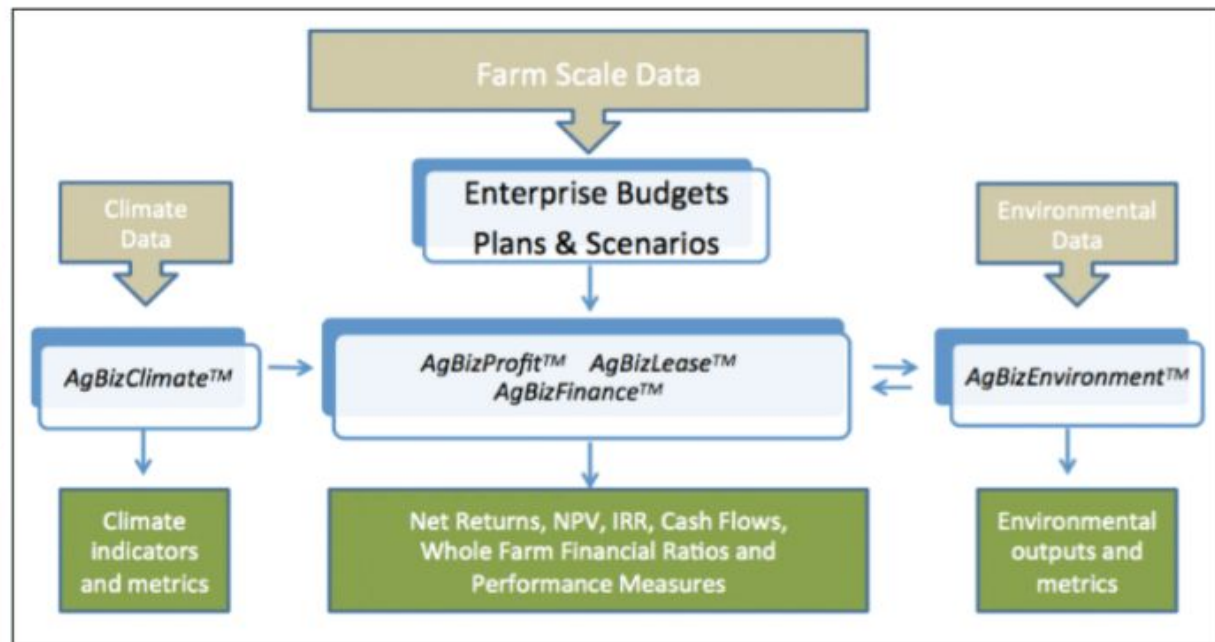 Farm Scale Data
Enterprise Budgets
Plans & Scenarios
Climate
Data
Environmental
Data
AgBizClimate™
AgBizProfit™ AgBizLease™
AgBizFinance™
AgBizEnvironment™
Climate
indicators
and metrics
Net Returns, NPV, IRR, Cash Flows,
Whole Farm Financial Ratios and
Performance Measures
Environmental
outputs and
metrics